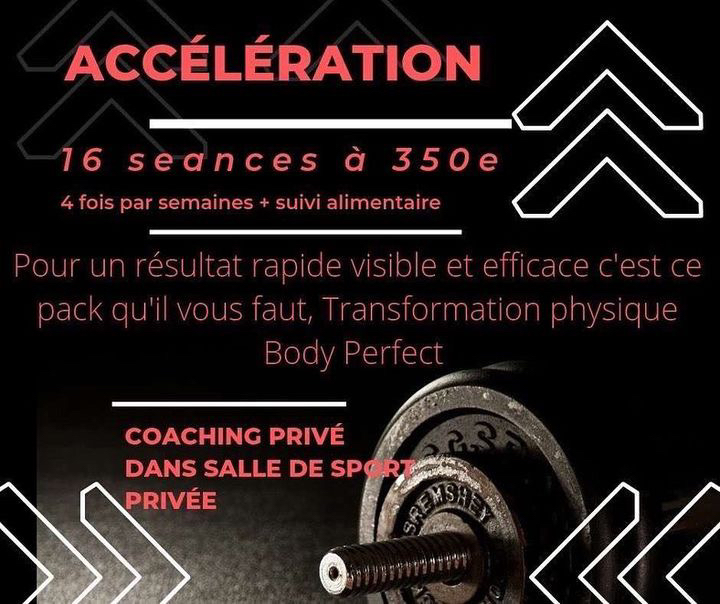 ACCÉLÉRATION
16 seances à 350e
4 fois par semaines + suivi alimentaire
Pour un résultat rapide visible et efficace c'est ce
pack qu'il vous faut, Transformation physique
Body Perfect
COACHING PRIVÉ
DANS SALLE DE SPORT
PRIVÉE
BREMSHEY